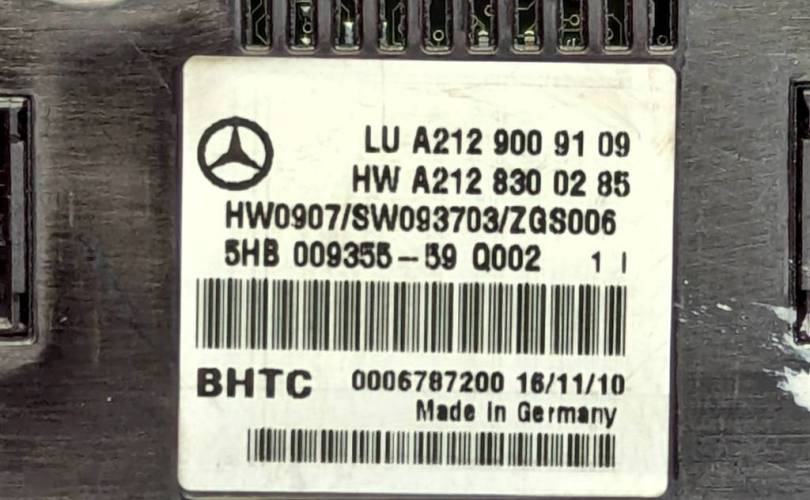 LU A212 900 91 09
HW A212 830 02 85
HW0907/SW093703/ZGS006
5HB 009355-59 Q002 1 I
BHTC 0006787200 16/11/10
Made in Germany